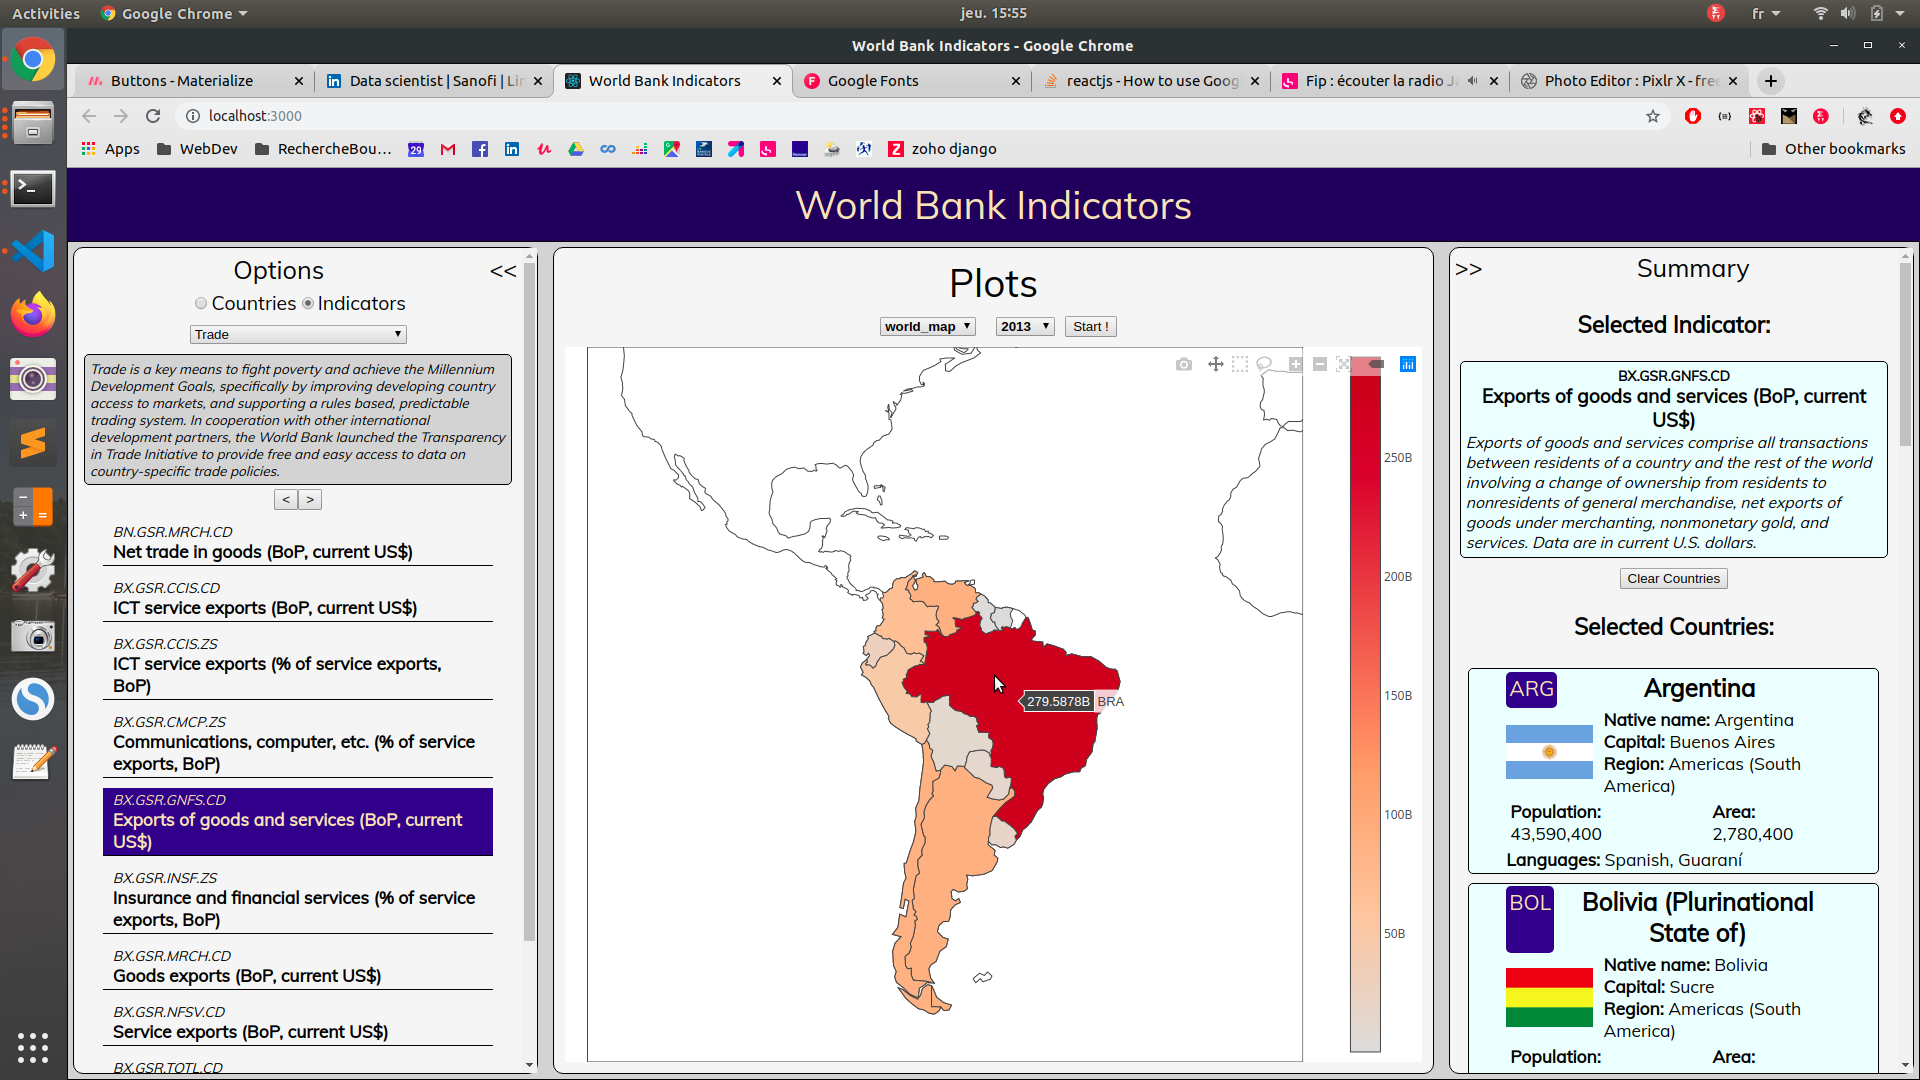 Activities
Google Chrome
jeu. 15:55
fr
World Bank Indicators - Google Chrome
Buttons - Materialize
Data scientist | Sanofi | Lin
World Bank Indicators
Google Fonts
reactjs - How to use Goog
Fip : écouter la radio Ja
Photo Editor : Pixlr X - free
localhost:3000
Apps
WebDev
RechercheBou…
29
zoho django
Other bookmarks
World Bank Indicators
Options
<<
Countries
Indicators
Trade
Trade is a key means to fight poverty and achieve the Millennium
Development Goals, specifically by improving developing country
access to markets, and supporting a rules based, predictable
trading system. In cooperation with other international
development partners, the World Bank launched the Transparency
in Trade Initiative to provide free and easy access to data on
country-specific trade policies.
< >
BN.GSR.MRCH.CD
Net trade in goods (BoP, current US$)
BX.GSR.CCIS.CD
ICT service exports (BoP, current US$)
BX.GSR.CCIS.ZS
ICT service exports (% of service exports,
BoP)
BX.GSR.CMCP.ZS
Communications, computer, etc. (% of service
exports, BoP)
BX.GSR.GNFS.CD
Exports of goods and services (BoP, current
US$)
BX.GSR.INSF.ZS
Insurance and financial services (% of service
exports, BoP)
BX.GSR.MRCH.CD
Goods exports (BoP, current US$)
BX.GSR.NFSV.CD
Service exports (BoP, current US$)
BX.GSR.TOTL.CD
Plots
world_map
2013
Start !
250B
200B
150B
100B
50B
279.5878B BRA
>>
Summary
Selected Indicator:
BX.GSR.GNFS.CD
Exports of goods and services (BoP, current
US$)
Exports of goods and services comprise all transactions
between residents of a country and the rest of the world
involving a change of ownership from residents to
nonresidents of general merchandise, net exports of
goods under merchanting, nonmonetary gold, and
services. Data are in current U.S. dollars.
Clear Countries
Selected Countries:
ARG
Argentina
Native name: Argentina
Capital: Buenos Aires
Region: Americas (South
America)
Population:
43,590,400
Area:
2,780,400
Languages: Spanish, Guaraní
BOL
Bolivia (Plurinational
State of)
Native name: Bolivia
Capital: Sucre
Region: Americas (South
America)
Population:
Area: